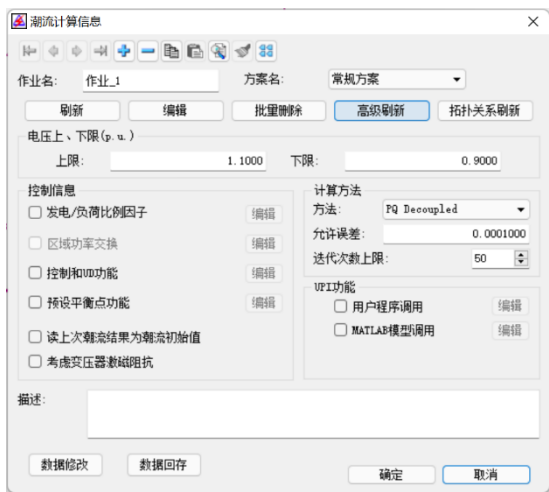 潮流计算信息
作业名: 作业_1 方案名: 常规方案
刷新 编辑 批里删除 高级刷新 拓扑关系刷新
电压上、下限(p.u.)
上限: 1.1000 下限: 0.9000
控制信息
发电/负荷比例因子 编辑
区域功率交换 编辑
控制和UD功能 编辑
预设平衡点功能 编辑
读上次潮流结果为潮流初始值
考虑变压器激磁阻抗
计算方法
方法: PQ Decoupled
允许误差: 0.0001000
迭代次数上限: 50
UPI功能
用户程序调用 编辑
MATLAB模型调用 编辑
描述:
数据修改 数据回存
确定 取消